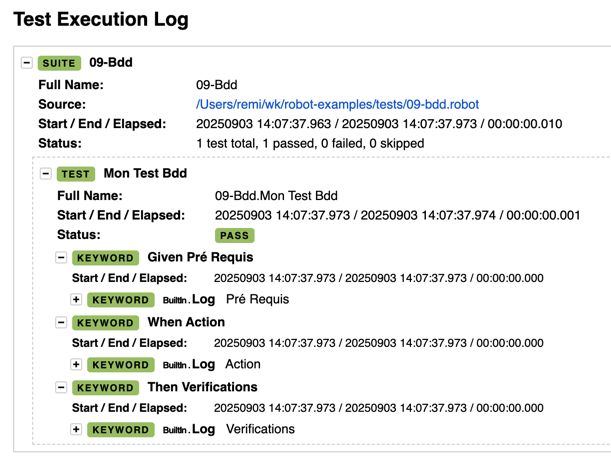 Test Execution Log
− SUITE 09-Bdd
Full Name: 09-Bdd
Source: /Users/remi/wk/robot-examples/tests/09-bdd.robot
Start / End / Elapsed: 20250903 14:07:37.963 / 20250903 14:07:37.973 / 00:00:00.010
Status: 1 test total, 1 passed, 0 failed, 0 skipped
− TEST Mon Test Bdd
Full Name: 09-Bdd.Mon Test Bdd
Start / End / Elapsed: 20250903 14:07:37.973 / 20250903 14:07:37.974 / 00:00:00.001
Status: PASS
− KEYWORD Given Pré Requis
Start / End / Elapsed: 20250903 14:07:37.973 / 20250903 14:07:37.973 / 00:00:00.000
+ KEYWORD BuiltIn.Log Pré Requis
− KEYWORD When Action
Start / End / Elapsed: 20250903 14:07:37.973 / 20250903 14:07:37.973 / 00:00:00.000
+ KEYWORD BuiltIn.Log Action
− KEYWORD Then Verifications
Start / End / Elapsed: 20250903 14:07:37.973 / 20250903 14:07:37.973 / 00:00:00.000
+ KEYWORD BuiltIn.Log Verifications